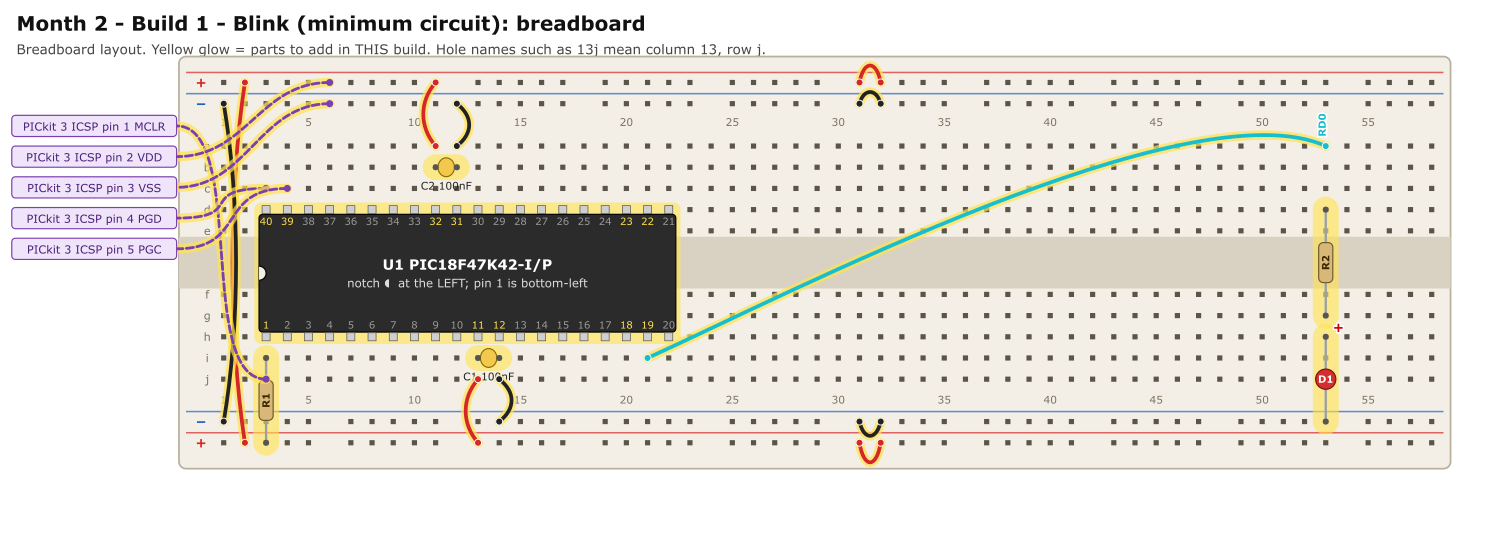 Month 2 - Build 1 - Blink (minimum circuit): breadboard
Breadboard layout. Yellow glow = parts to add in THIS build. Hole names such as 13j mean column 13, row j.
+
−
5 10 15 20 25 30 35 40 45 50 55
RD0
PICkit 3 ICSP pin 1 MCLR
PICkit 3 ICSP pin 2 VDD
PICkit 3 ICSP pin 3 VSS
PICkit 3 ICSP pin 4 PGD
PICkit 3 ICSP pin 5 PGC
b
c
d
e
C2 100nF
40 39 38 37 36 35 34 33 32 31 30 29 28 27 26 25 24 23 22 21
U1 PIC18F47K42-I/P
notch ◖ at the LEFT; pin 1 is bottom-left
R2
f
g
h
i
j
1 2 3 4 5 6 7 8 9 10 11 12 13 14 15 16 17 18 19 20
+
C1 100nF
D1
R1
5 15 20 25 30 35 40 45 50 55
−
+